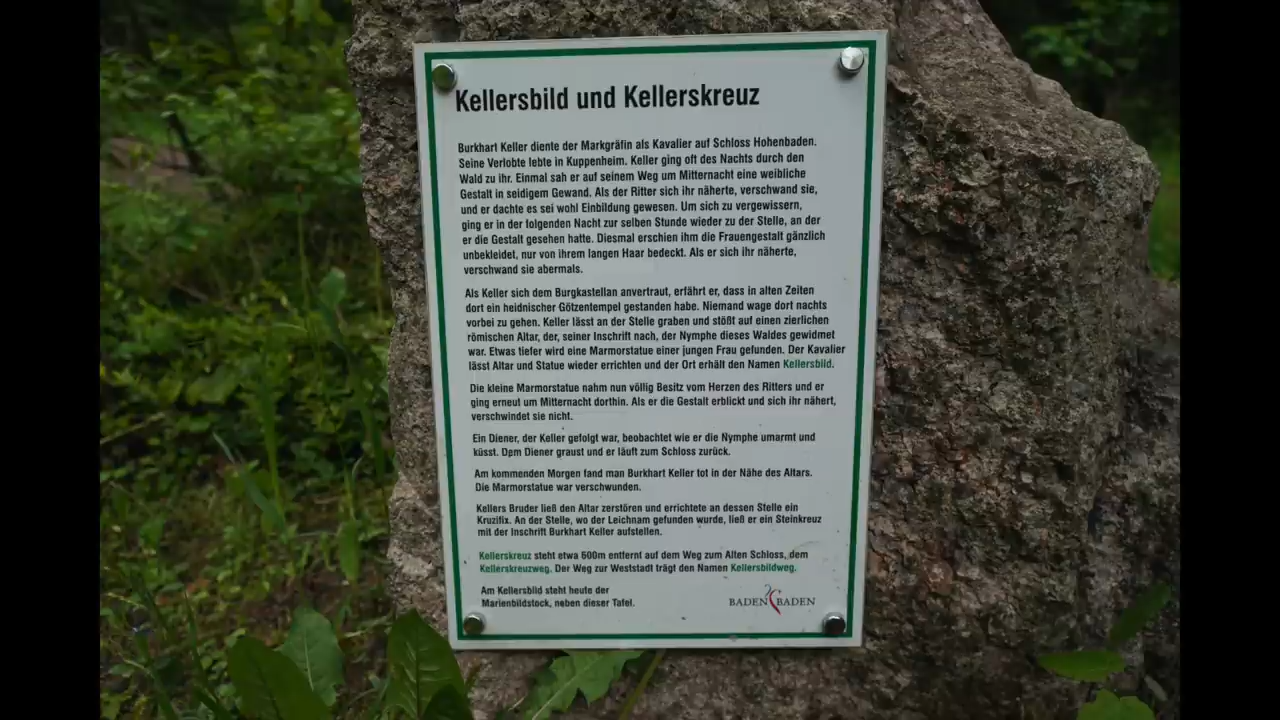 Kellersbild und Kellerskreuz
Burkhart Keller diente der Markgräfin als Kavalier auf Schloss Hohenbaden.
Seine Verlobte lebte in Kuppenheim. Keller ging oft des Nachts durch den
Wald zu ihr. Einmal sah er auf seinem Weg um Mitternacht eine weibliche
Gestalt in seidigem Gewand. Als der Ritter sich ihr näherte, verschwand sie,
und er dachte es sei wohl Einbildung gewesen. Um sich zu vergewissern,
ging er in der folgenden Nacht zur selben Stunde wieder zu der Stelle, an der
er die Gestalt gesehen hatte. Diesmal erschien ihm die Frauengestalt gänzlich
unbekleidet, nur von ihrem langen Haar bedeckt. Als er sich ihr näherte,
verschwand sie abermals.
Als Keller sich dem Burgkastellan anvertraut, erfährt er, dass in alten Zeiten
dort ein heidnischer Götzentempel gestanden habe. Niemand wage dort nachts
vorbei zu gehen. Keller lässt an der Stelle graben und stößt auf einen zierlichen
römischen Altar, der, seiner Inschrift nach, der Nymphe dieses Waldes gewidmet
war. Etwas tiefer wird eine Marmorstatue einer jungen Frau gefunden. Der Kavalier
lässt Altar und Statue wieder errichten und der Ort erhält den Namen Kellersbild.
Die kleine Marmorstatue nahm nun völlig Besitz vom Herzen des Ritters und er
ging erneut um Mitternacht dorthin. Als er die Gestalt erblickt und sich ihr nähert,
verschwindet sie nicht.
Ein Diener, der Keller gefolgt war, beobachtet wie er die Nymphe umarmt und
küsst. Dem Diener graust und er läuft zum Schloss zurück.
Am kommenden Morgen fand man Burkhart Keller tot in der Nähe des Altars.
Die Marmorstatue war verschwunden.
Kellers Bruder ließ den Altar zerstören und errichtete an dessen Stelle ein
Kruzifix. An der Stelle, wo der Leichnam gefunden wurde, ließ er ein Steinkreuz
mit der Inschrift Burkhart Keller aufstellen.
Kellerskreuz steht etwa 600m entfernt auf dem Weg zum Alten Schloss, dem
Kellerskreuzweg. Der Weg zur Weststadt trägt den Namen Kellersbildweg.
Am Kellersbild steht heute der
Marienbildstock, neben dieser Tafel.
BADEN BADEN